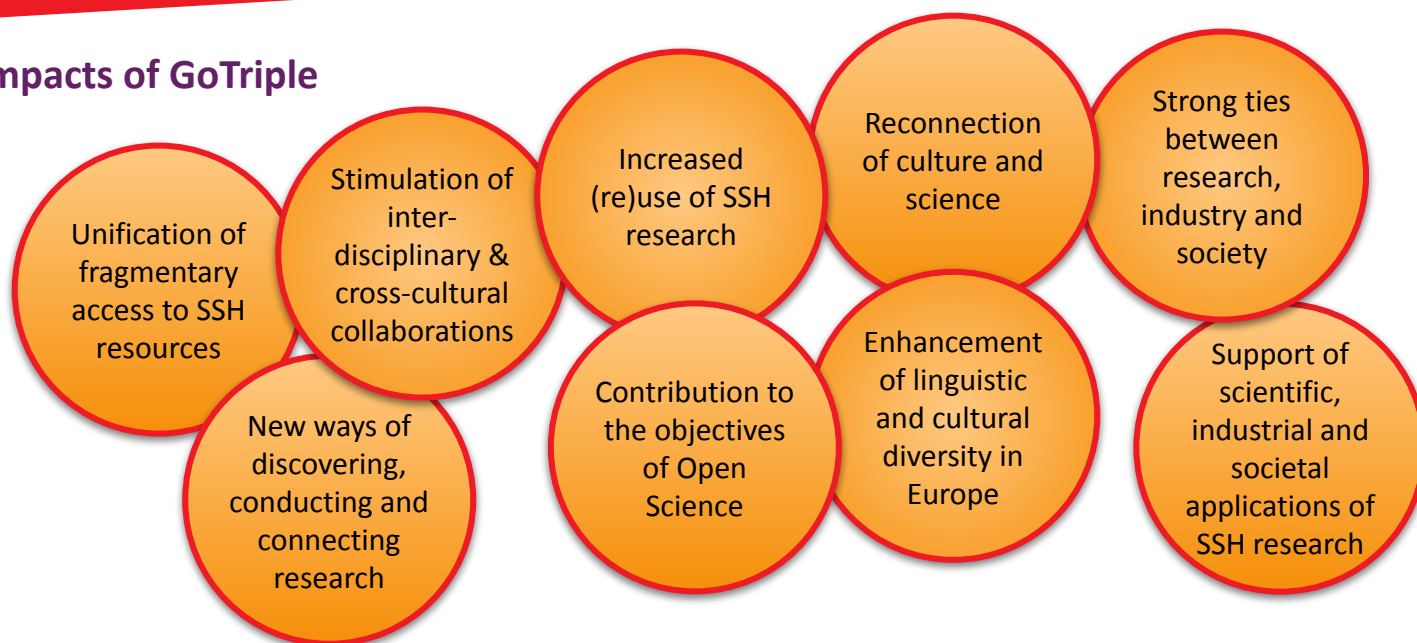 mpacts of GoTriple
Unification of
fragmentary
access to SSH
resources
New ways of
discovering,
conducting and
connecting
research
Stimulation of
inter-
disciplinary &
cross-cultural
collaborations
Increased
(re)use of SSH
research
Contribution to
the objectives
of Open
Science
Reconnection
of culture and
science
Enhancement
of linguistic
and cultural
diversity in
Europe
Strong ties
between
research,
industry and
society
Support of
scientific,
industrial and
societal
applications of
SSH research